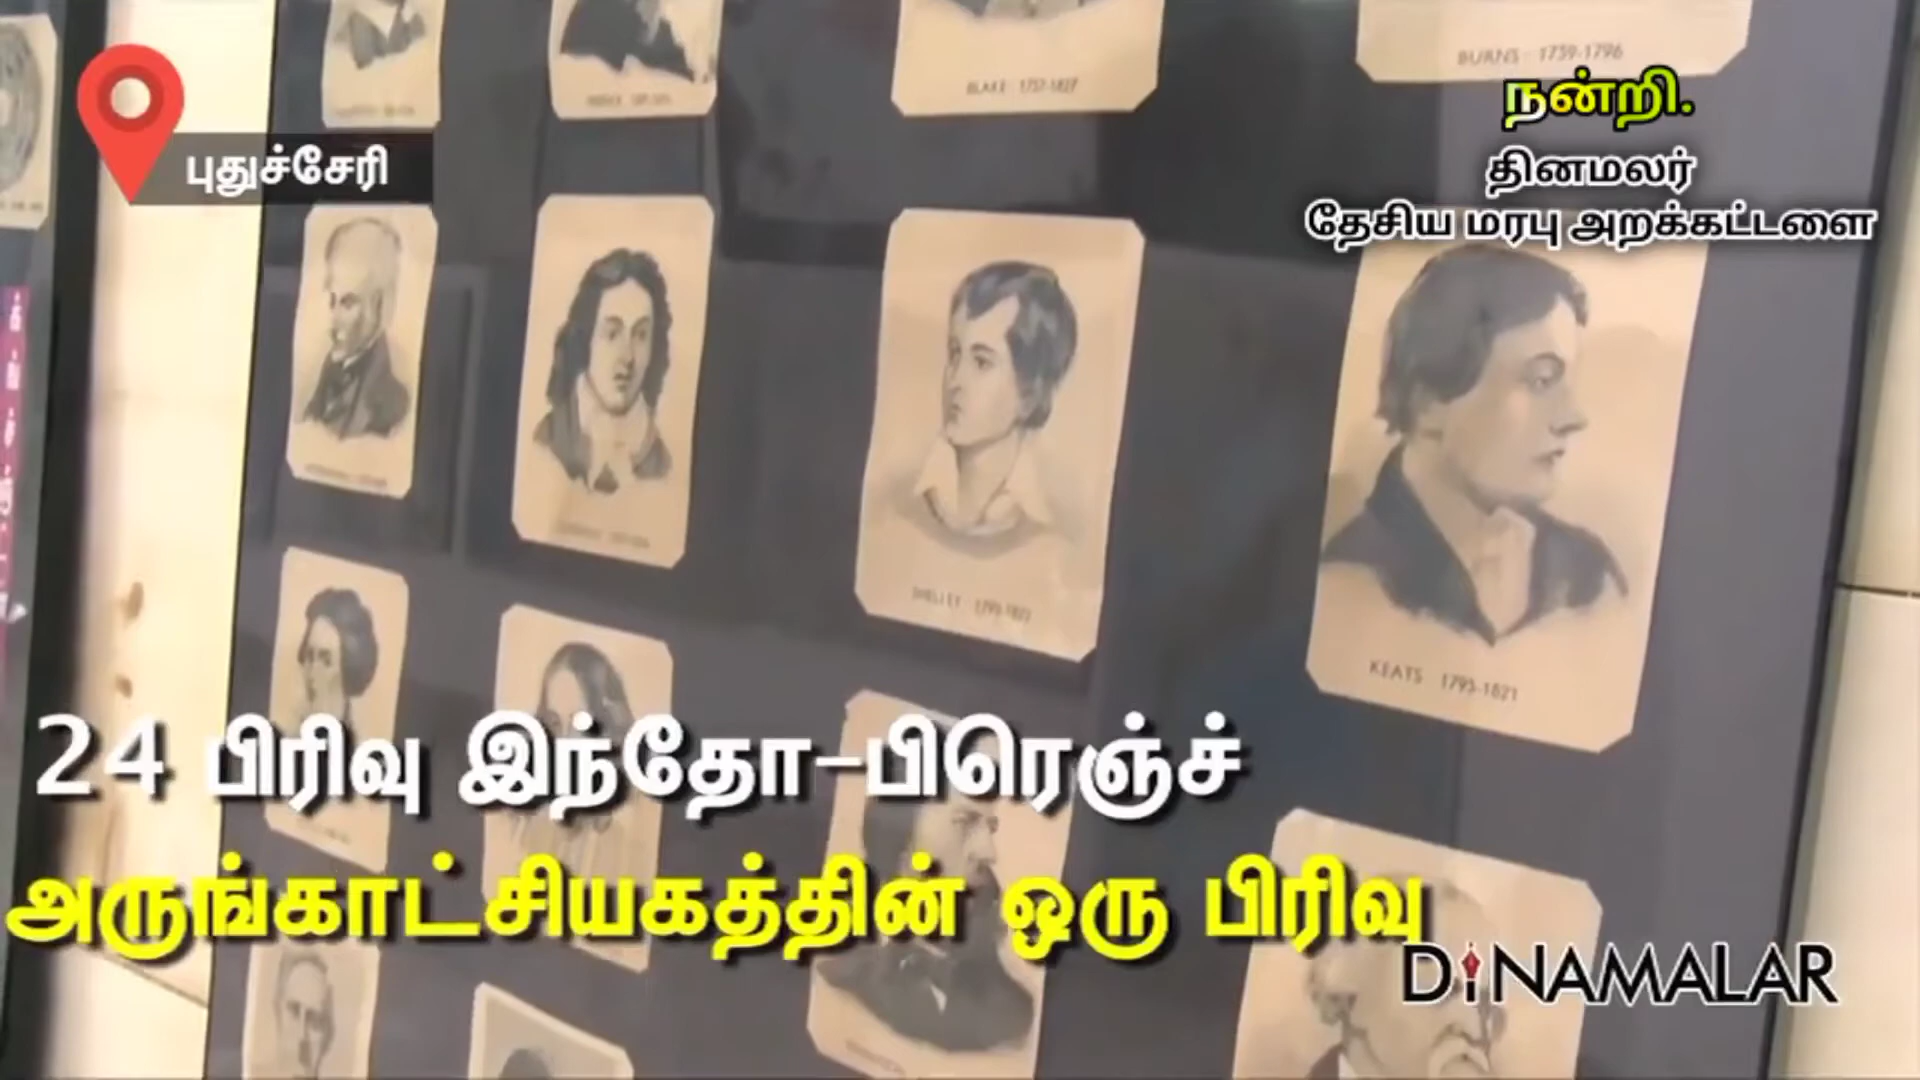 BURNS 1759-1796
BLAKE 1757-1827
நன்றி.
தினமலர்
தேசிய மரபு அறக்கட்டளை
புதுச்சேரி
SHELLEY 1792-1822
KEATS 1795-1821
24 பிரிவு இந்தோ-பிரெஞ்ச்
அருங்காட்சியகத்தின் ஒரு பிரிவு
DINAMALAR